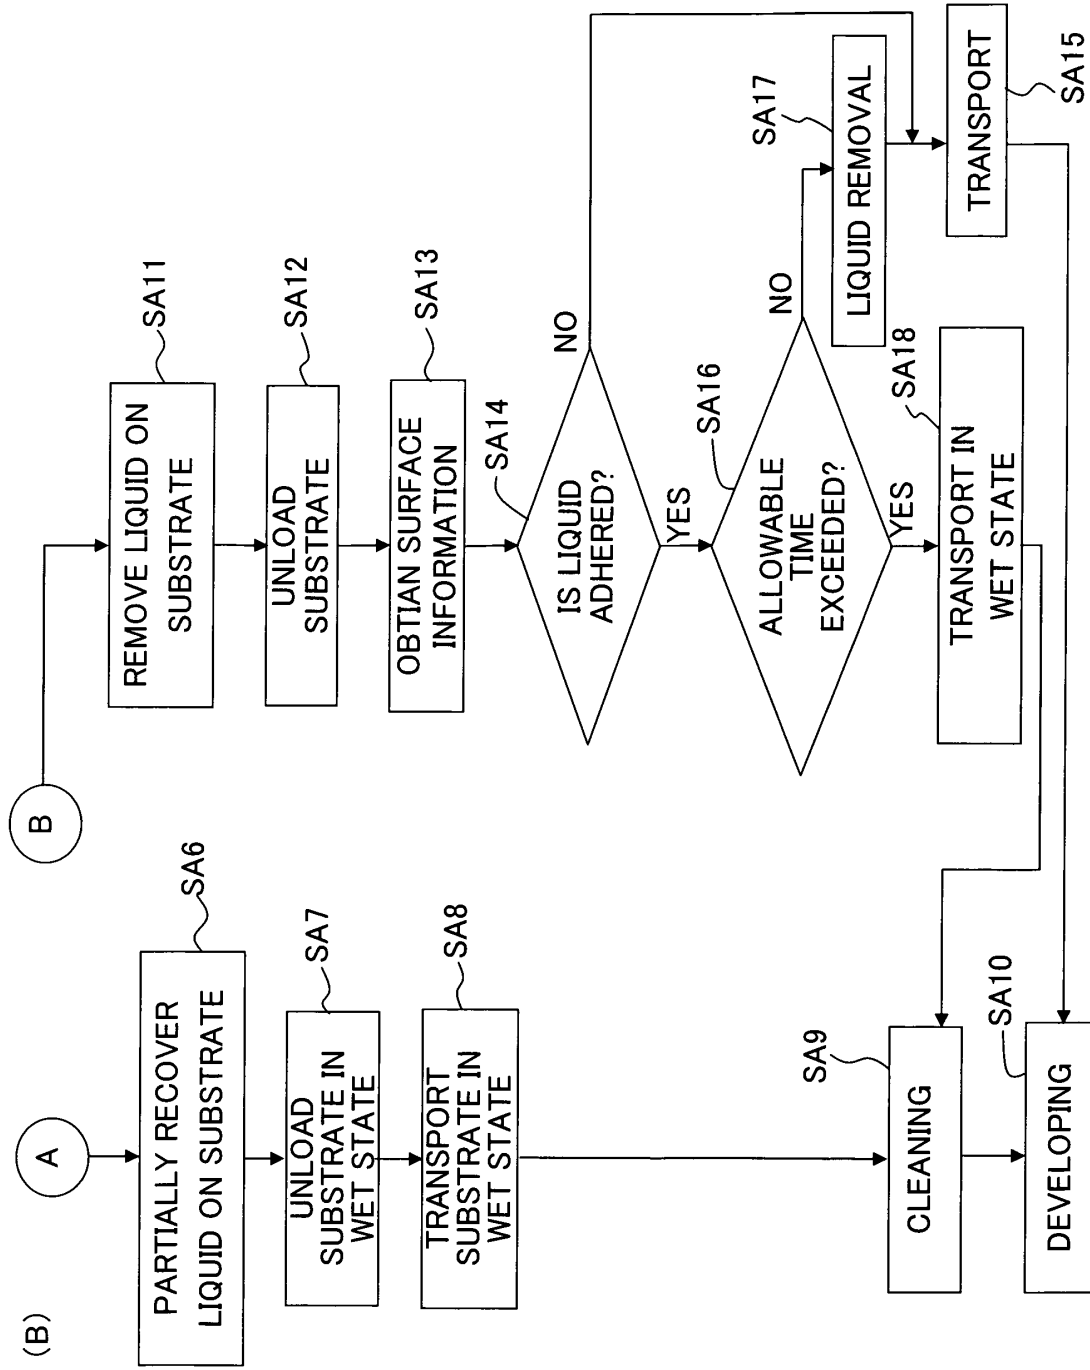 (B)
A
PARTIALLY RECOVER
LIQUID ON SUBSTRATE
SA6
UNLOAD
SUBSTRATE IN
WET STATE
SA7
TRANSPORT
SUBSTRATE IN
WET STATE
SA8
CLEANING
SA9
DEVELOPING
SA10
B
REMOVE LIQUID ON
SUBSTRATE
SA11
UNLOAD
SUBSTRATE
SA12
OBTIAN SURFACE
INFORMATION
SA13
IS LIQUID
ADHERED?
SA14
NO
YES
ALLOWABLE
TIME
EXCEEDED?
SA16
NO
YES
LIQUID REMOVAL
SA17
TRANSPORT IN
WET STATE
SA18
TRANSPORT
SA15